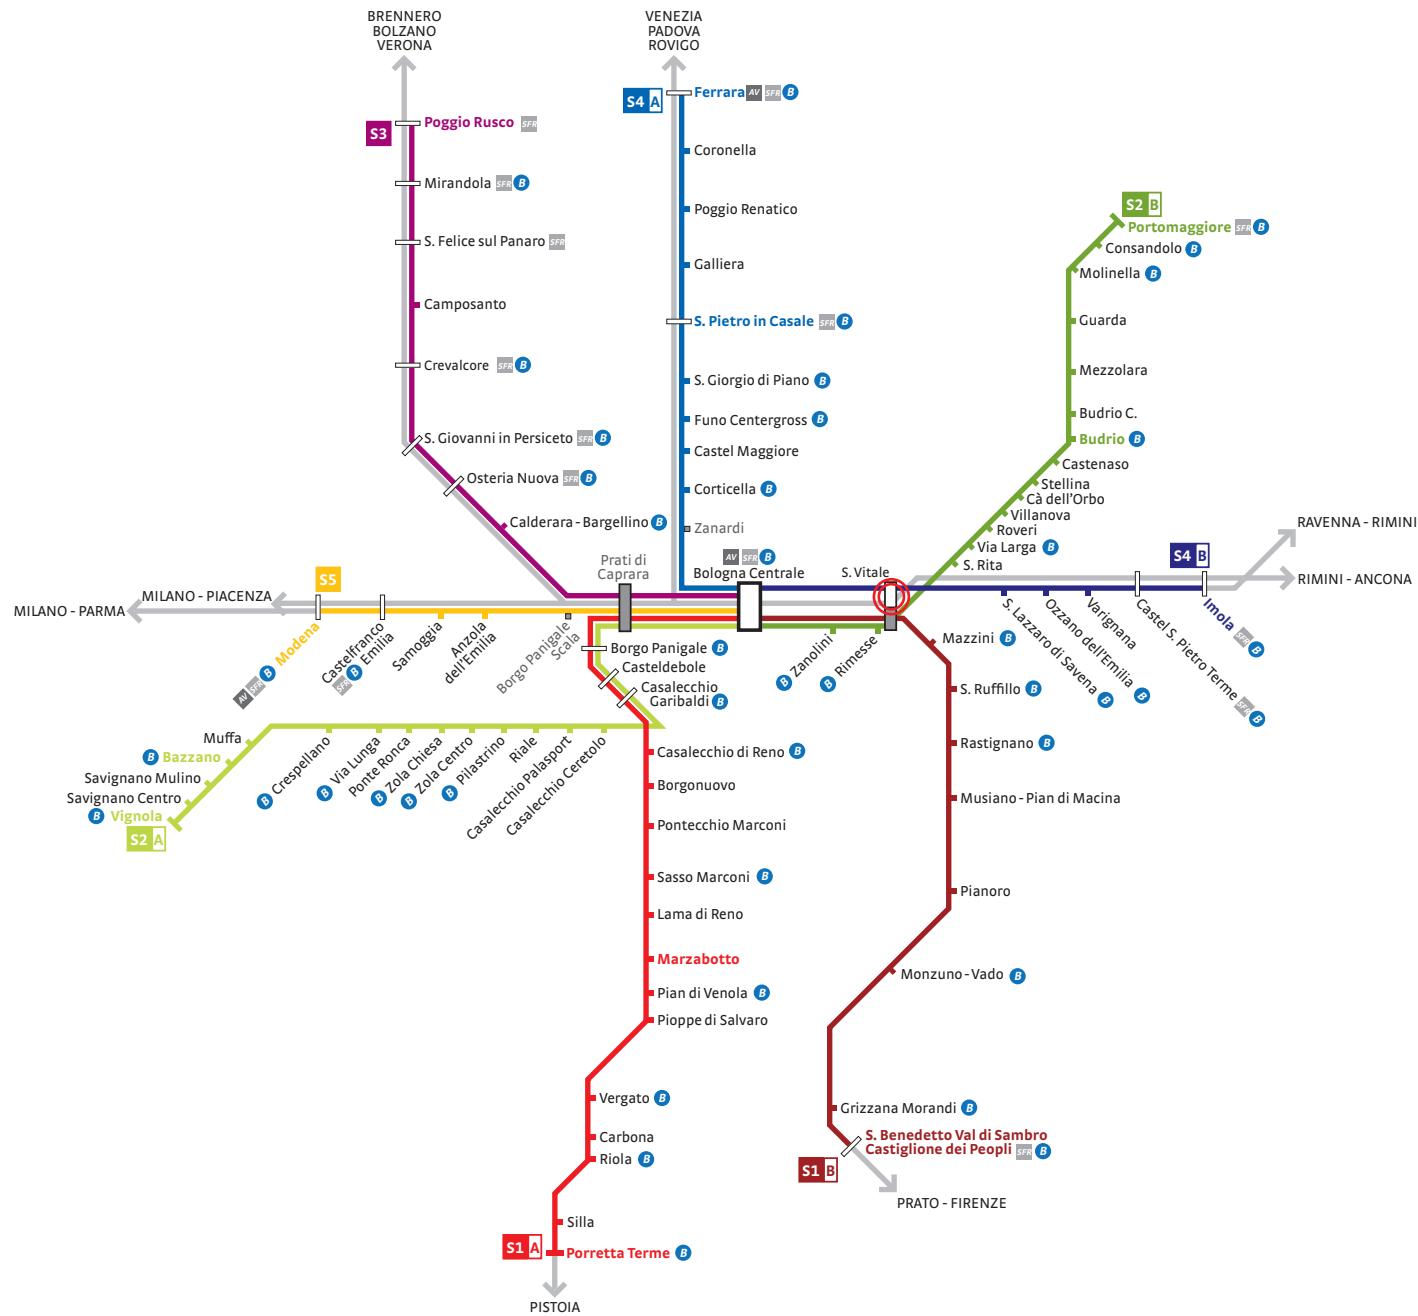 BRENNERO
BOLZANO
VERONA
VENEZIA
PADOVA
ROVIGO
S3
Poggio Rusco SFR
Mirandola SFR B
S. Felice sul Panaro SFR
Camposanto
Crevalcore SFR B
S. Giovanni in Persiceto SFR B
Osteria Nuova SFR B
Calderara - Bargellino B
S4 A
Ferrara AV SFR B
Coronella
Poggio Renatico
Galliera
S. Pietro in Casale SFR B
S. Giorgio di Piano B
Funo Centergross B
Castel Maggiore
Corticella B
Zanardi
AV SFR B
Bologna Centrale
Prati di
Caprara
S. Vitale
S2 B
Portomaggiore SFR B
Consandolo B
Molinella B
Guarda
Mezzolara
Budrio C.
Budrio B
Castenaso
Stellina
Cà dell'Orbo
Villanova
Roveri
Via Larga B
S. Rita
RAVENNA - RIMINI
RIMINI - ANCONA
S4 B
S. Lazzaro di Savena B
Ozzano dell'Emilia B
Varignana
Castel S. Pietro Terme SFR B
Imola SFR B
MILANO - PIACENZA
MILANO - PARMA
S5
AV SFR B Modena
Castelfranco
SFR B Emilia
Samoggia
Anzola
dell'Emilia
Borgo Panigale
Scala
Borgo Panigale B
Casteldebole
Casalecchio
Garibaldi B
B Zanolini
B Rimesse
Muffa
B Bazzano
Savignano Mulino
Savignano Centro
B Vignola
S2 A
B Crespellano
B Via Lunga
Ponte Ronca
B Zola Chiesa
B Zola Centro
B Pilastrino
Riale
Casalecchio Palasport
Casalecchio Ceretolo
Casalecchio di Reno B
Borgonuovo
Pontecchio Marconi
Sasso Marconi B
Lama di Reno
Marzabotto
Pian di Venola B
Pioppe di Salvaro
Vergato B
Carbona
Riola B
Silla
S1 A
Porretta Terme B
PISTOIA
Mazzini B
S. Ruffillo B
Rastignano B
Musiano - Pian di Macina
Pianoro
Monzuno - Vado B
Grizzana Morandi B
S. Benedetto Val di Sambro
Castiglione dei Peopli SFR B
S1 B
PRATO - FIRENZE